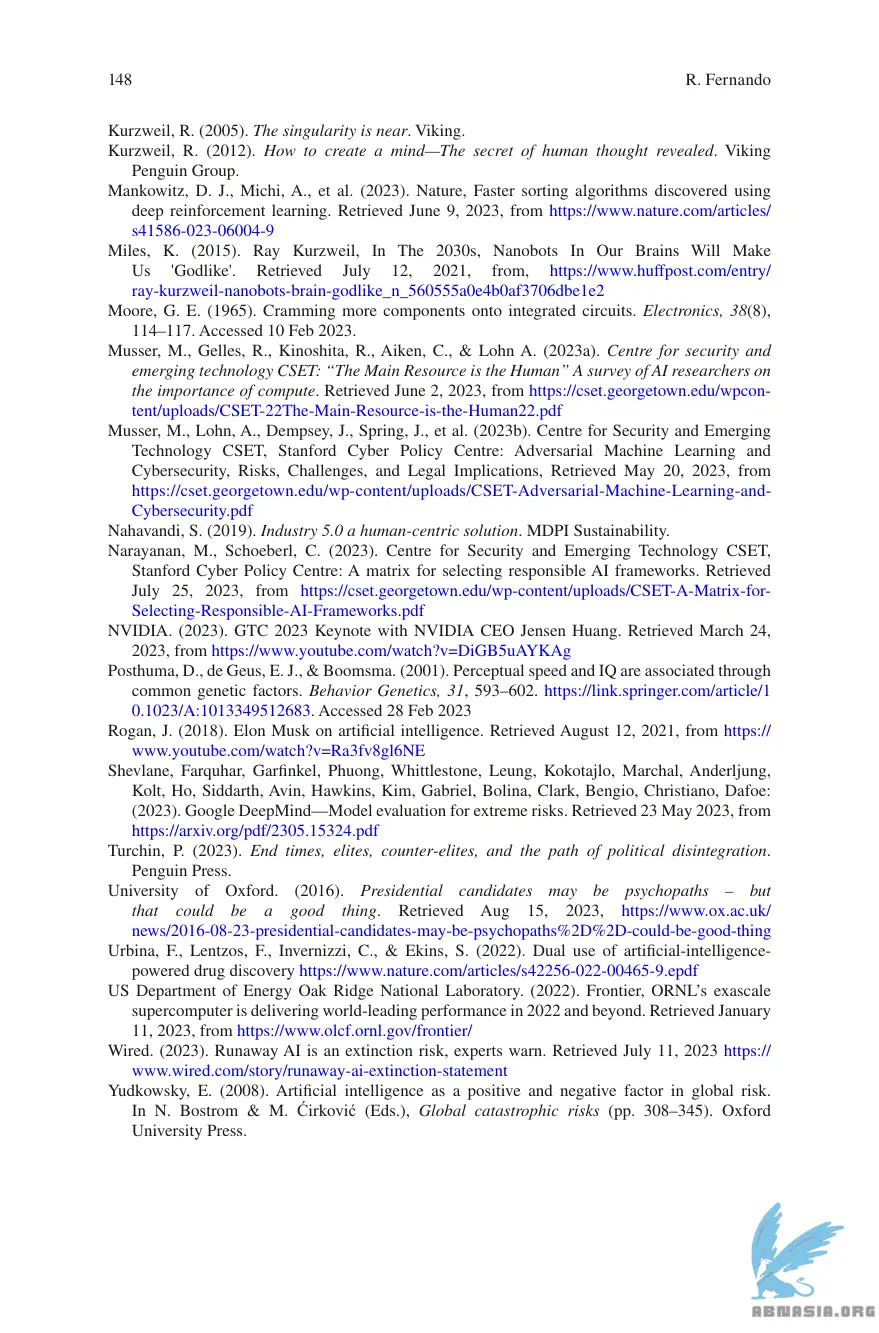 148
R. Fernando
Kurzweil, R. (2005). The singularity is near. Viking.
Kurzweil, R. (2012). How to create a mind—The secret of human thought revealed. Viking
Penguin Group.
Mankowitz, D. J., Michi, A., et al. (2023). Nature, Faster sorting algorithms discovered using
deep reinforcement learning. Retrieved June 9, 2023, from https://www.nature.com/articles/
s41586-023-06004-9
Miles, K. (2015). Ray Kurzweil, In The 2030s, Nanobots In Our Brains Will Make
Us 'Godlike'. Retrieved July 12, 2021, from, https://www.huffpost.com/entry/
ray-kurzweil-nanobots-brain-godlike_n_560555a0e4b0af3706dbe1e2
Moore, G. E. (1965). Cramming more components onto integrated circuits. Electronics, 38(8),
114–117. Accessed 10 Feb 2023.
Musser, M., Gelles, R., Kinoshita, R., Aiken, C., & Lohn A. (2023a). Centre for security and
emerging technology CSET: “The Main Resource is the Human” A survey of AI researchers on
the importance of compute. Retrieved June 2, 2023, from https://cset.georgetown.edu/wpcon-
tent/uploads/CSET-22The-Main-Resource-is-the-Human22.pdf
Musser, M., Lohn, A., Dempsey, J., Spring, J., et al. (2023b). Centre for Security and Emerging
Technology CSET, Stanford Cyber Policy Centre: Adversarial Machine Learning and
Cybersecurity, Risks, Challenges, and Legal Implications, Retrieved May 20, 2023, from
https://cset.georgetown.edu/wp-content/uploads/CSET-Adversarial-Machine-Learning-and-
Cybersecurity.pdf
Nahavandi, S. (2019). Industry 5.0 a human-centric solution. MDPI Sustainability.
Narayanan, M., Schoeberl, C. (2023). Centre for Security and Emerging Technology CSET,
Stanford Cyber Policy Centre: A matrix for selecting responsible AI frameworks. Retrieved
July 25, 2023, from https://cset.georgetown.edu/wp-content/uploads/CSET-A-Matrix-for-
Selecting-Responsible-AI-Frameworks.pdf
NVIDIA. (2023). GTC 2023 Keynote with NVIDIA CEO Jensen Huang. Retrieved March 24,
2023, from https://www.youtube.com/watch?v=DiGB5uAYKAg
Posthuma, D., de Geus, E. J., & Boomsma. (2001). Perceptual speed and IQ are associated through
common genetic factors. Behavior Genetics, 31, 593–602. https://link.springer.com/article/1
0.1023/A:1013349512683. Accessed 28 Feb 2023
Rogan, J. (2018). Elon Musk on artificial intelligence. Retrieved August 12, 2021, from https://
www.youtube.com/watch?v=Ra3fv8gl6NE
Shevlane, Farquhar, Garfinkel, Phuong, Whittlestone, Leung, Kokotajlo, Marchal, Anderljung,
Kolt, Ho, Siddarth, Avin, Hawkins, Kim, Gabriel, Bolina, Clark, Bengio, Christiano, Dafoe:
(2023). Google DeepMind—Model evaluation for extreme risks. Retrieved 23 May 2023, from
https://arxiv.org/pdf/2305.15324.pdf
Turchin, P. (2023). End times, elites, counter-elites, and the path of political disintegration.
Penguin Press.
University of Oxford. (2016). Presidential candidates may be psychopaths – but
that could be a good thing. Retrieved Aug 15, 2023, https://www.ox.ac.uk/
news/2016-08-23-presidential-candidates-may-be-psychopaths%2D%2D-could-be-good-thing
Urbina, F., Lentzos, F., Invernizzi, C., & Ekins, S. (2022). Dual use of artificial-intelligence-
powered drug discovery https://www.nature.com/articles/s42256-022-00465-9.epdf
US Department of Energy Oak Ridge National Laboratory. (2022). Frontier, ORNL’s exascale
supercomputer is delivering world-leading performance in 2022 and beyond. Retrieved January
11, 2023, from https://www.olcf.ornl.gov/frontier/
Wired. (2023). Runaway AI is an extinction risk, experts warn. Retrieved July 11, 2023 https://
www.wired.com/story/runaway-ai-extinction-statement
Yudkowsky, E. (2008). Artificial intelligence as a positive and negative factor in global risk.
In N. Bostrom & M. Ćirković (Eds.), Global catastrophic risks (pp. 308–345). Oxford
University Press.
ABNASIA.ORG